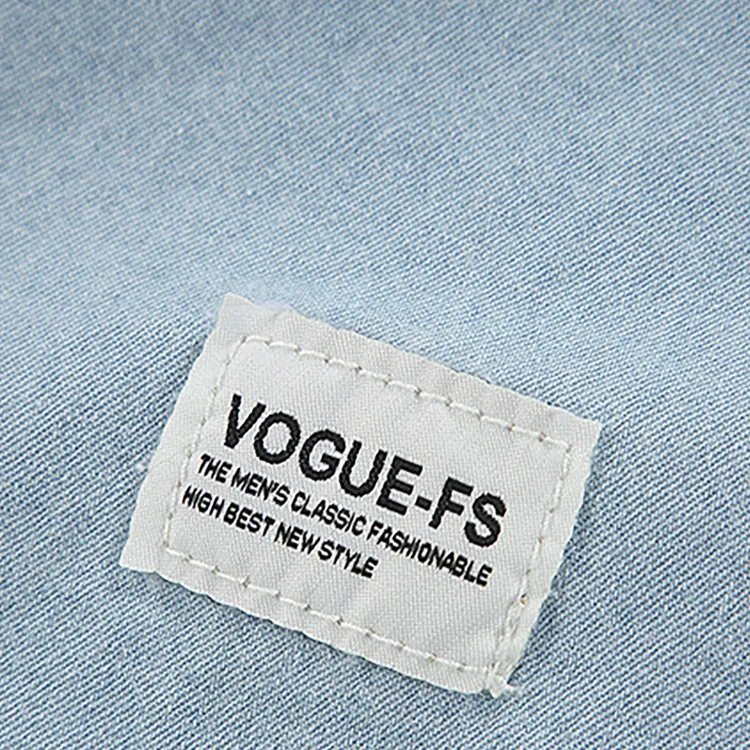 VOGUE-FS
THE MEN'S CLASSIC FASHIONABLE
HIGH BEST NEW STYLE